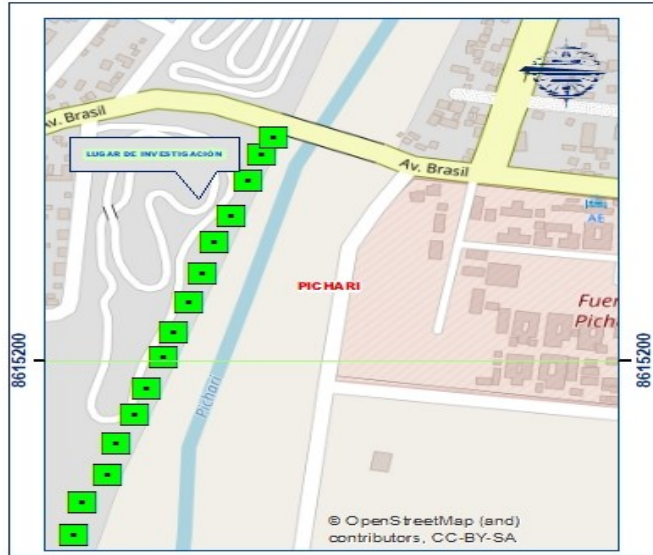 Av. Brasil
LUGAR DE INVESTIGACIÓN
Av. Brasil
AE
PICHARI
Fuer
Pich
8615200
8615200
Pichari
© OpenStreetMap (and)
contributors, CC-BY-SA